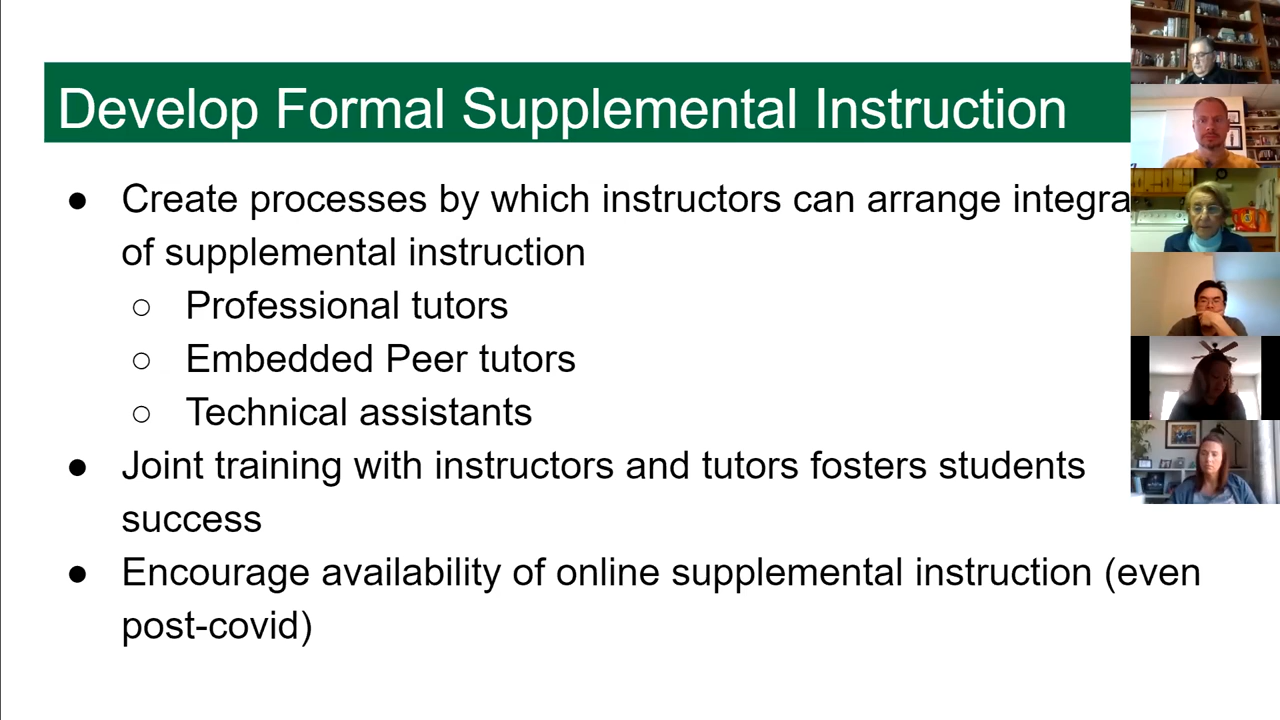 Develop Formal Supplemental Instruction
● Create processes by which instructors can arrange
of supplemental instruction
○ Professional tutors
○ Embedded Peer tutors
○ Technical assistants
● Joint training with instructors and tutors fosters students
success
● Encourage availability of online supplemental instruction (even
post-covid)